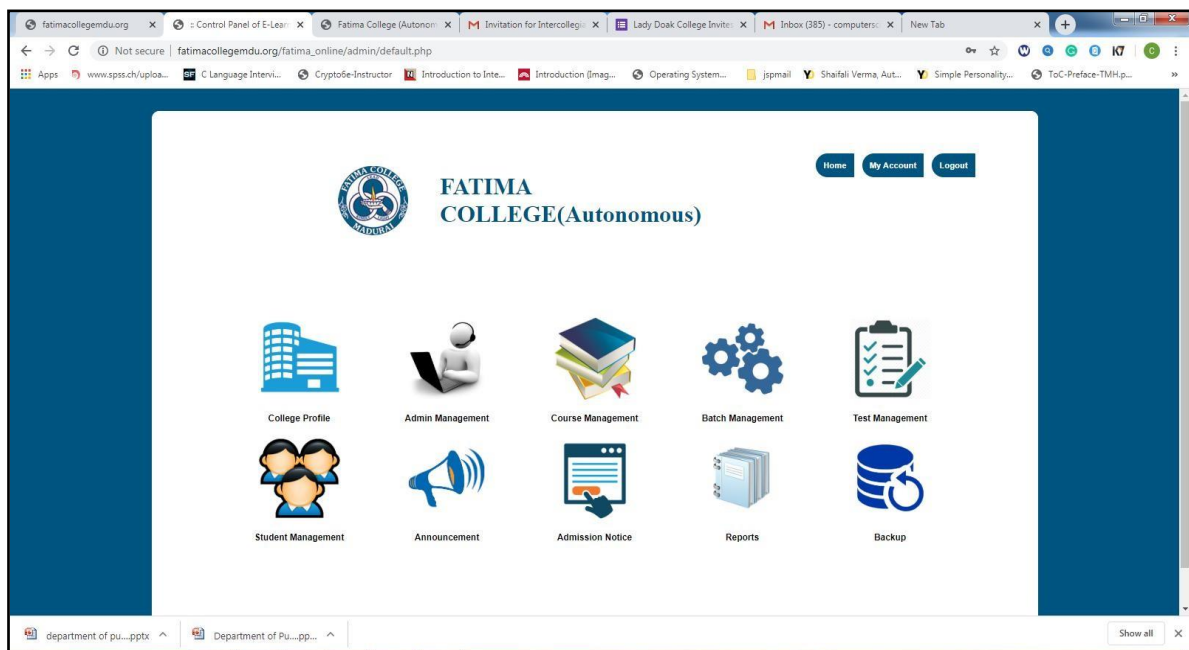 fatimacollegemdu.org
:: Control Panel of E-Lear
Fatima College (Autonom
Invitation for Intercollegi
Lady Doak College Invite
Inbox (385) - computersc
New Tab
Not secure | fatimacollegemdu.org/fatima_online/admin/default.php
Apps
www.spss.ch/uploa...
SF C Language Intervi...
Crypto6e-Instructor
Introduction to Inte...
Introduction (Imag...
Operating System...
jspmail
Shaifali Verma, Aut...
Simple Personality...
ToC-Preface-TMH.p...
FATIMA COLLEGE
MADURAI
FATIMA
COLLEGE(Autonomous)
Home My Account Logout
College Profile Admin Management Course Management Batch Management Test Management
Student Management Announcement Admission Notice Reports Backup
department of pu....pptx
Department of Pu....pp...
Show all